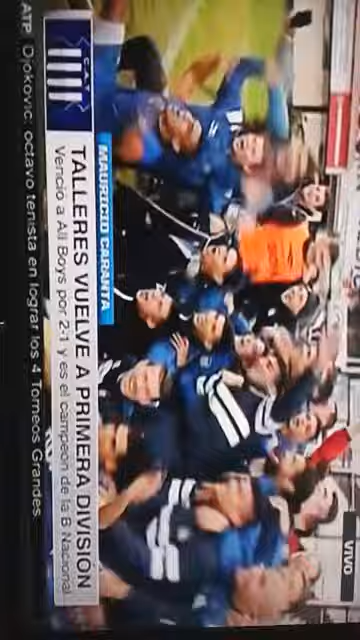 VIVO
MAURICIO CARANTA
C.A.T.
TALLERES VUELVE A PRIMERA DIVISIÓN
Venció a All Boys por 2-1 y es el campeón de la B Nacional
ATP Djokovic: octavo tenista en lograr los 4 Torneos Grandes